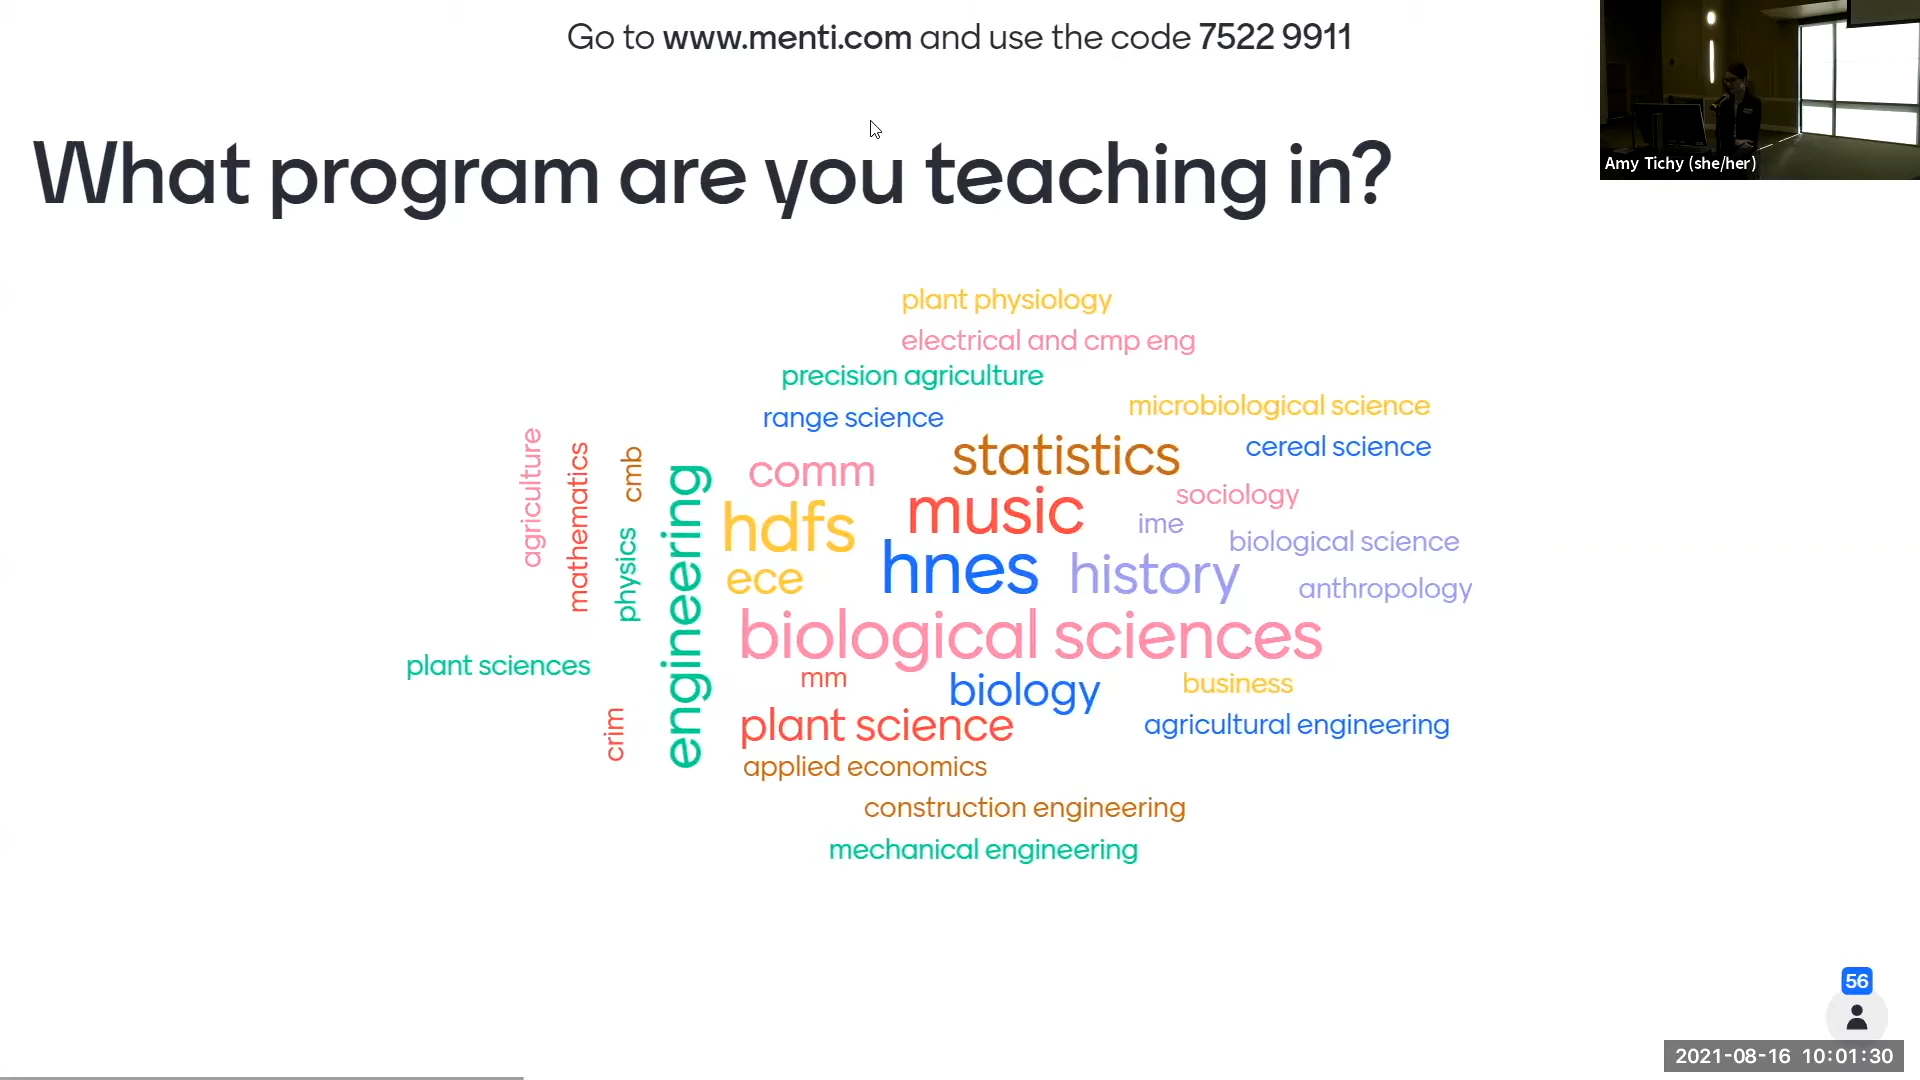 Go to www.menti.com and use the code 7522 9911
Amy Tichy (she/her)
What program are you teaching in?
plant physiology
electrical and cmp eng
precision agriculture
microbiological science
range science
statistics
cereal science
comm
agriculture
mathematics
cmb
sociology
music
hdfs
ime
engineering
physics
biological science
hnes
history
ece
anthropology
biological sciences
plant sciences
mm
biology
business
crim
plant science
agricultural engineering
applied economics
construction engineering
mechanical engineering
56
2021-08-16 10:01:30